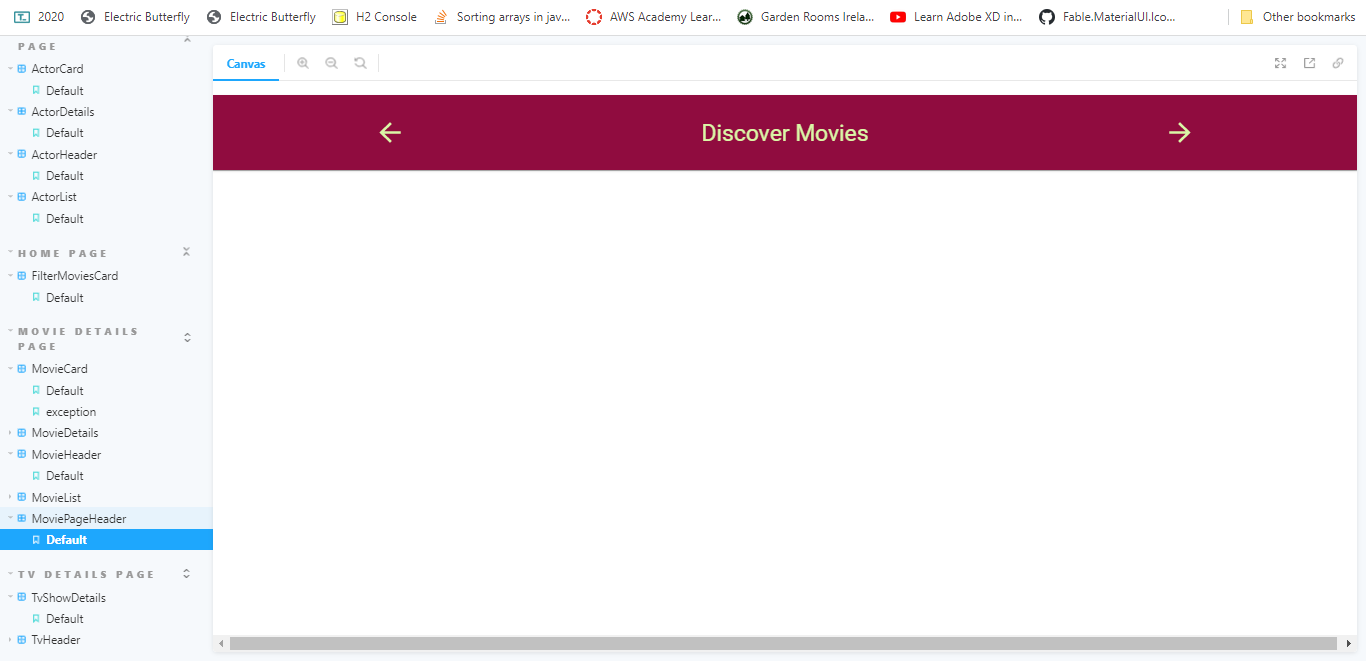 2020 Electric Butterfly Electric Butterfly H2 Console Sorting arrays in jav... AWS Academy Lear... Garden Rooms Irela... Learn Adobe XD in... Fable.MaterialUI.Ico... Other bookmarks
PAGE
ActorCard
Default
ActorDetails
Default
ActorHeader
Default
ActorList
Default
HOME PAGE
FilterMoviesCard
Default
MOVIE DETAILS
PAGE
MovieCard
Default
exception
MovieDetails
MovieHeader
Default
MovieList
MoviePageHeader
Default
TV DETAILS PAGE
TvShowDetails
Default
TvHeader
Canvas
Discover Movies